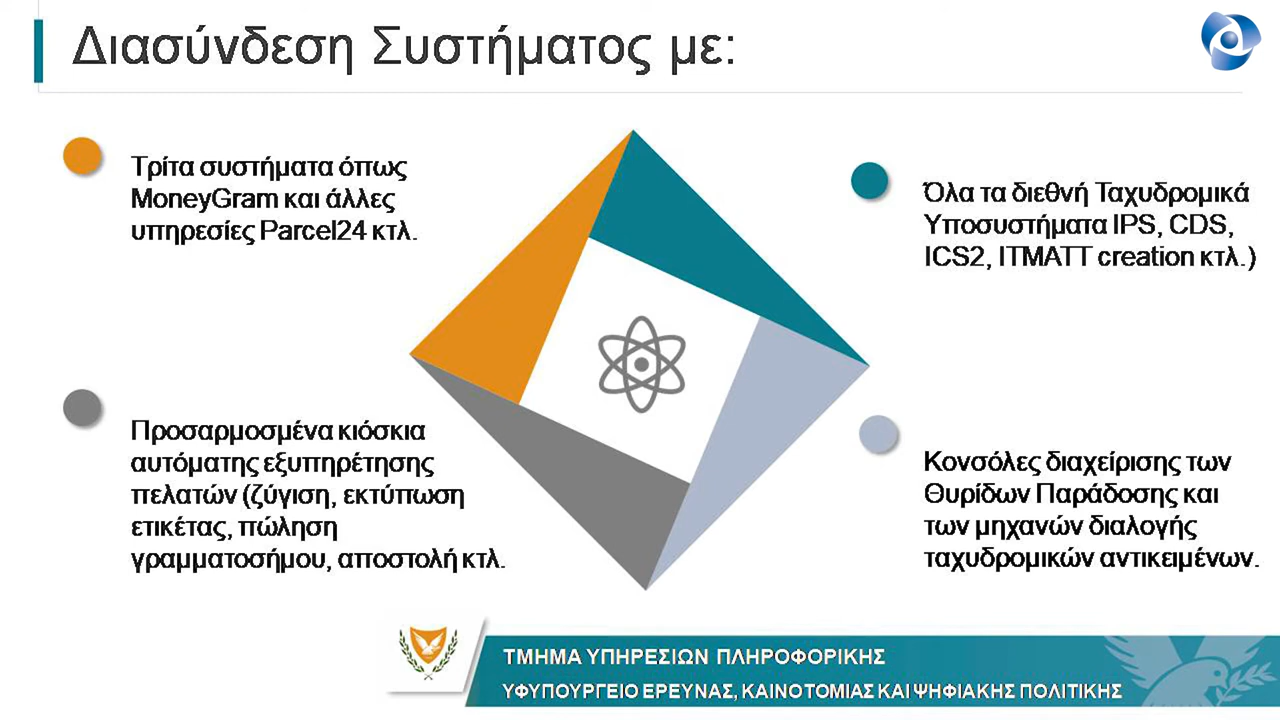 Διασύνδεση Συστήματος με:
Τρίτα συστήματα όπως
MoneyGram και άλλες
υπηρεσίες Parcel24 κτλ.
Όλα τα διεθνή Ταχυδρομικά
Υποσυστήματα IPS, CDS,
ICS2, ITMATT creation κτλ.)
Προσαρμοσμένα κιόσκια
αυτόματης εξυπηρέτησης
πελατών (ζύγιση, εκτύπωση
ετικέτας, πώληση
γραμματοσήμου, αποστολή κτλ.
Κονσόλες διαχείρισης των
Θυρίδων Παράδοσης και
των μηχανών διαλογής
ταχυδρομικών αντικειμένων.
ΤΜΗΜΑ ΥΠΗΡΕΣΙΩΝ ΠΛΗΡΟΦΟΡΙΚΗΣ
ΥΦΥΠΟΥΡΓΕΙΟ ΕΡΕΥΝΑΣ, ΚΑΙΝΟΤΟΜΙΑΣ ΚΑΙ ΨΗΦΙΑΚΗΣ ΠΟΛΙΤΙΚΗΣ